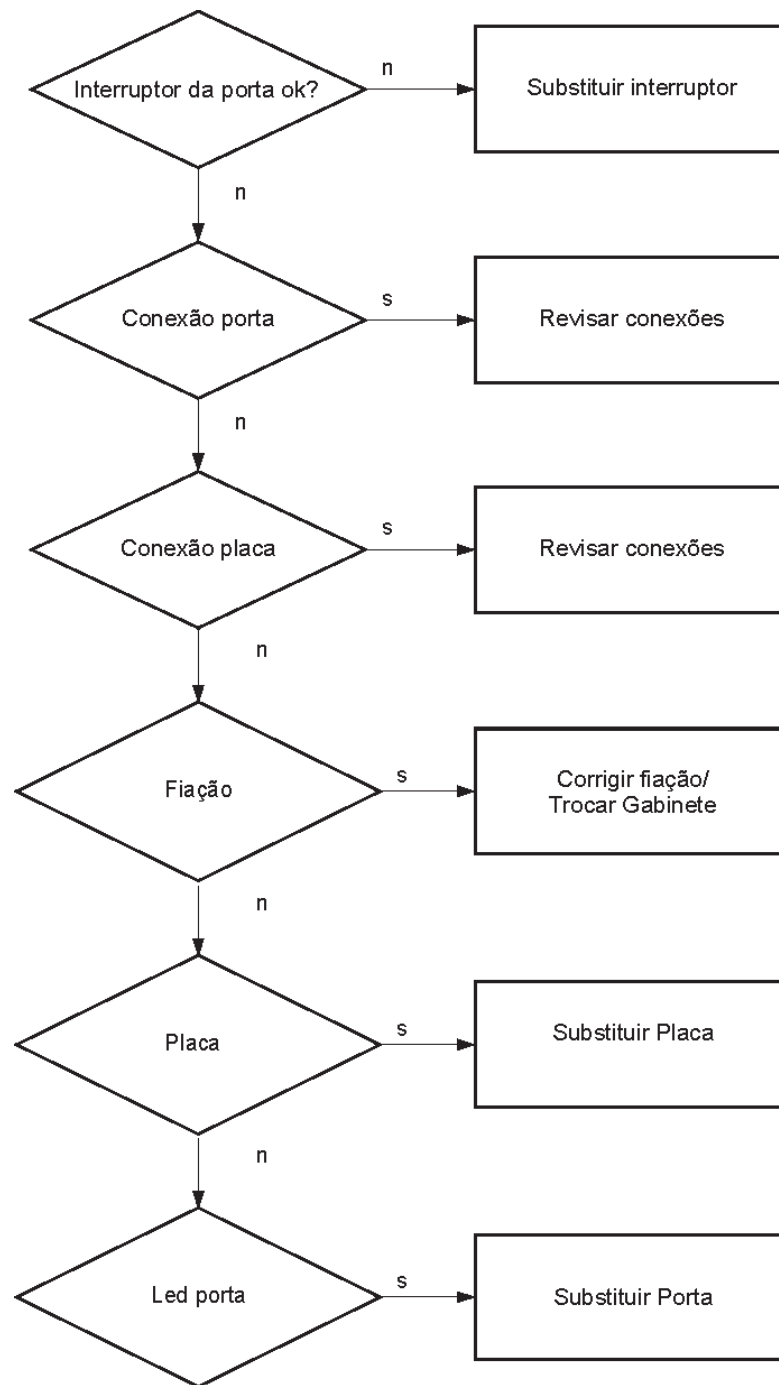 Interruptor da porta ok?
n
Substituir interruptor
n
Conexão porta
s
Revisar conexões
n
Conexão placa
s
Revisar conexões
n
Fiação
s
Corrigir fiação/
Trocar Gabinete
n
Placa
s
Substituir Placa
n
Led porta
s
Substituir Porta